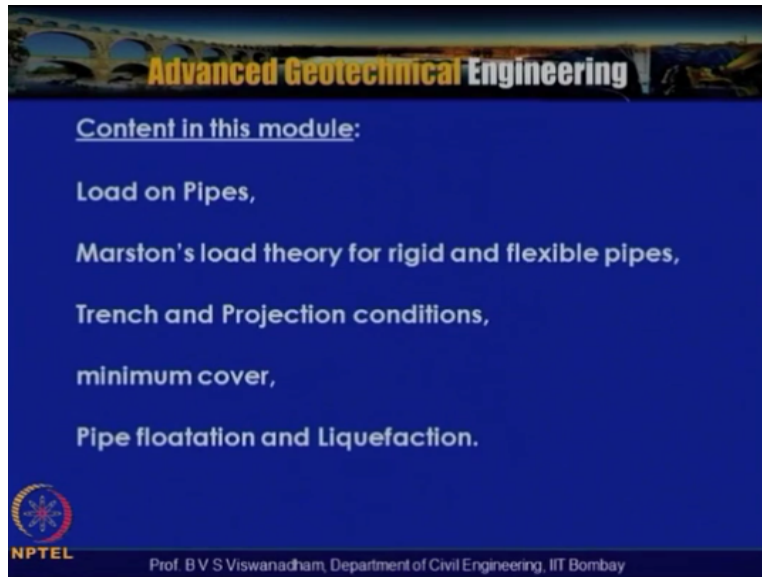 Advanced Geotechnical Engineering
Content in this module:
Load on Pipes,
Marston's load theory for rigid and flexible pipes,
Trench and Projection conditions,
minimum cover,
Pipe floatation and Liquefaction.
NPTEL
Prof. B V S Viswanadham, Department of Civil Engineering, IIT Bombay